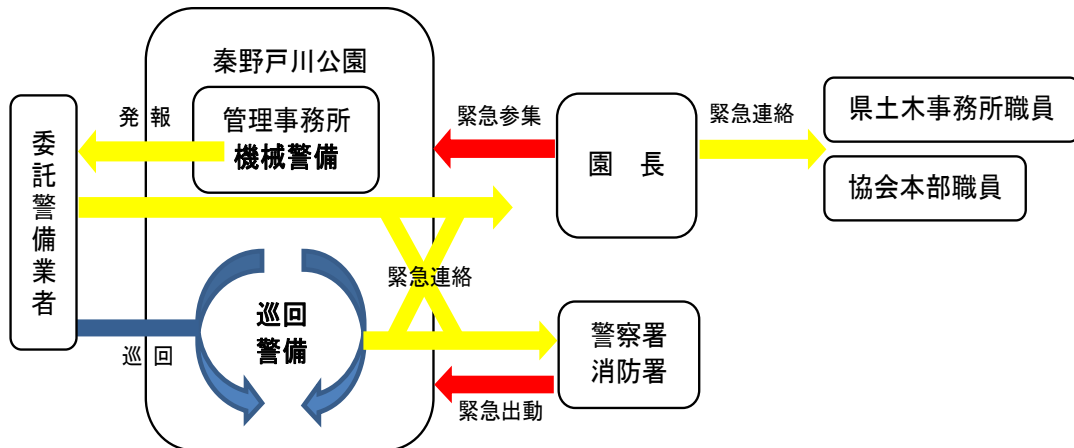 秦野戸川公園
発 報
管理事務所
機械警備
委託警備業者
緊急参集
園 長
緊急連絡
県土木事務所職員
協会本部職員
緊急連絡
巡回
警備
巡 回
警察署
消防署
緊急出動